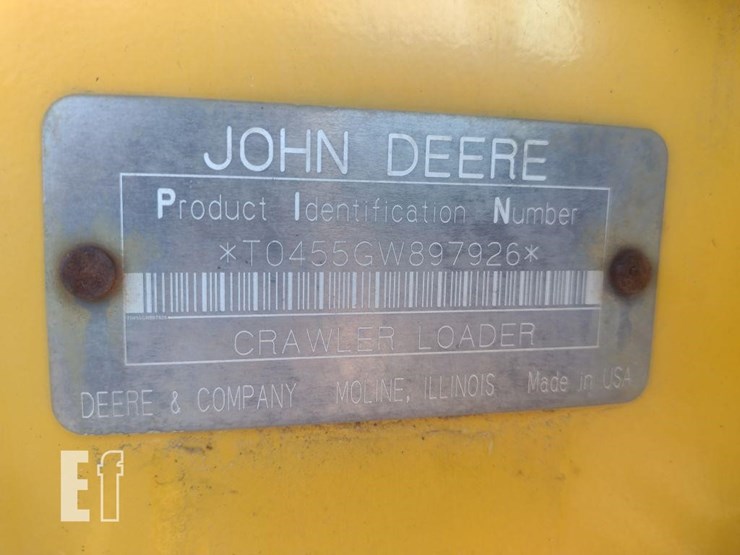 JOHN DEERE
Product Identification Number
*T0455GW897926*
CRAWLER LOADER
DEERE & COMPANY MOLINE, ILLINOIS Made in USA
Ef